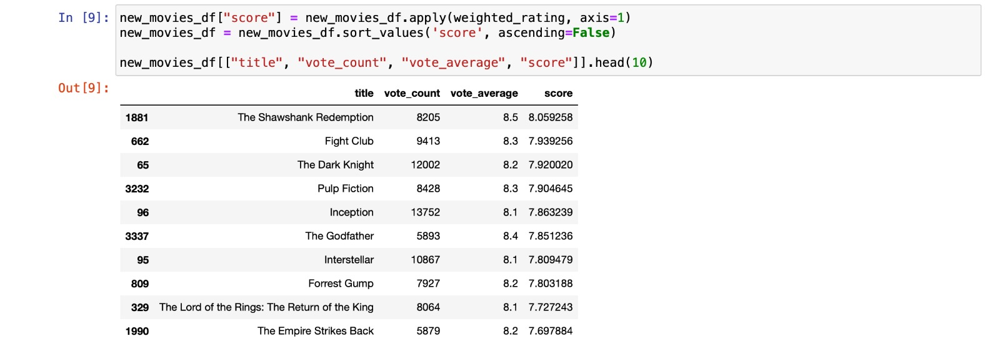 In [9]: new_movies_df["score"] = new_movies_df.apply(weighted_rating, axis=1)
new_movies_df = new_movies_df.sort_values('score', ascending=False)
new_movies_df[["title", "vote_count", "vote_average", "score"]].head(10)
Out[9]:
title vote_count vote_average score
1881 The Shawshank Redemption 8205 8.5 8.059258
662 Fight Club 9413 8.3 7.939256
65 The Dark Knight 12002 8.2 7.920020
3232 Pulp Fiction 8428 8.3 7.904645
96 Inception 13752 8.1 7.863239
3337 The Godfather 5893 8.4 7.851236
95 Interstellar 10867 8.1 7.809479
809 Forrest Gump 7927 8.2 7.803188
329 The Lord of the Rings: The Return of the King 8064 8.1 7.727243
1990 The Empire Strikes Back 5879 8.2 7.697884